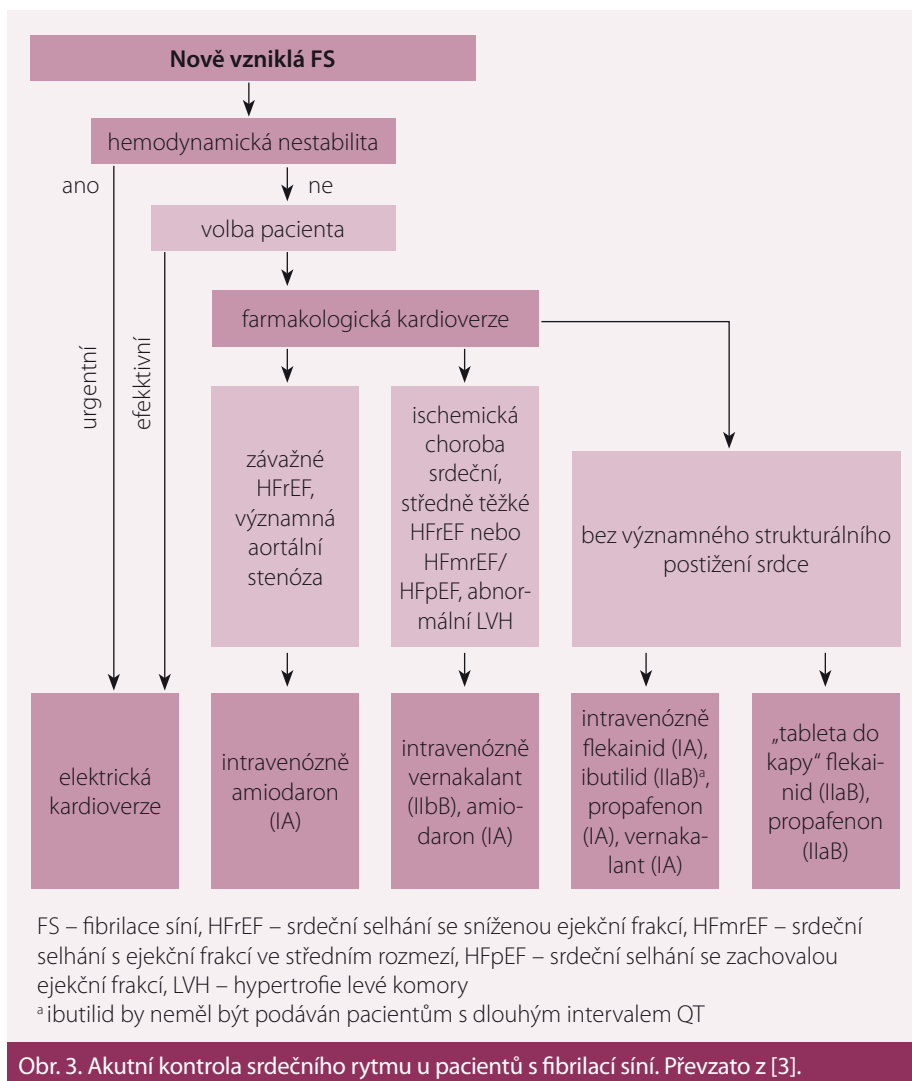 Nově vzniklá FS
hemodynamická nestabilita
ano
ne
volba pacienta
farmakologická kardioverze
urgentní
efekktivní
závažné
HFrEF,
významná
aortální
stenóza
ischemická
choroba
srdeční,
středně těžké
HFrEF nebo
HFmrEF/
HFpEF, abnor-
mální LVH
bez významného strukturálního
postižení srdce
elektrická
kardioverze
intravenózně
amiodaron
(IA)
intravenózně
vernakalant
(IIbB), amio-
daron (IA)
intravenózně
flekainid (IA),
ibutilid (IIaB)ᵃ,
propafenon
(IA), vernaka-
lant (IA)
„tableta do
kapy“ flekai-
nid (IIaB),
propafenon
(IIaB)
FS – fibrilace síní, HFrEF – srdeční selhání se sníženou ejekční frakcí, HFmrEF – srdeční
selhání s ejekční frakcí ve středním rozmezí, HFpEF – srdeční selhání se zachovalou
ejekční frakcí, LVH – hypertrofie levé komory
ᵃ ibutilid by neměl být podáván pacientům s dlouhým intervalem QT
Obr. 3. Akutní kontrola srdečního rytmu u pacientů s fibrilací síní. Převzato z [3].